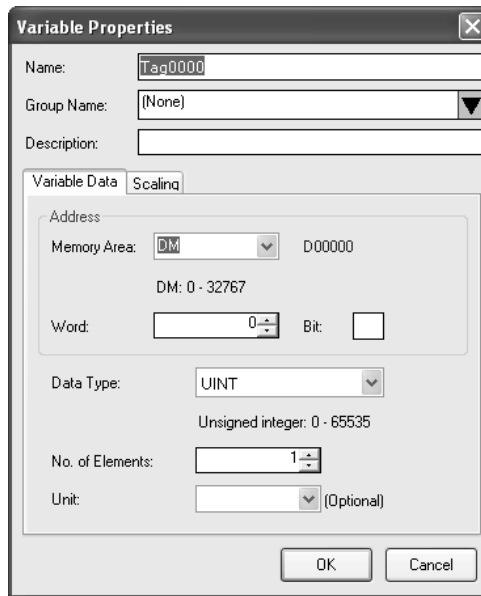 Variable Properties
Name: Tag0000
Group Name: (None)
Description:
Variable Data Scaling
Address
Memory Area: DM D00000
DM: 0 - 32767
Word: 0 Bit:
Data Type: UINT
Unsigned integer: 0 - 65535
No. of Elements: 1
Unit: (Optional)
OK Cancel